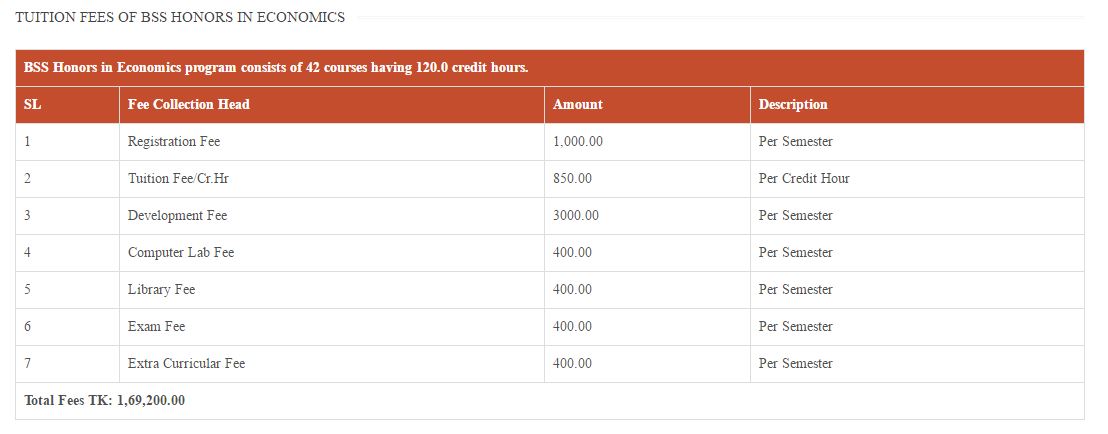 TUITION FEES OF BSS HONORS IN ECONOMICS
BSS Honors in Economics program consists of 42 courses having 120.0 credit hours.
SL Fee Collection Head Amount Description
1 Registration Fee 1,000.00 Per Semester
2 Tuition Fee/Cr.Hr 850.00 Per Credit Hour
3 Development Fee 3000.00 Per Semester
4 Computer Lab Fee 400.00 Per Semester
5 Library Fee 400.00 Per Semester
6 Exam Fee 400.00 Per Semester
7 Extra Curricular Fee 400.00 Per Semester
Total Fees TK: 1,69,200.00